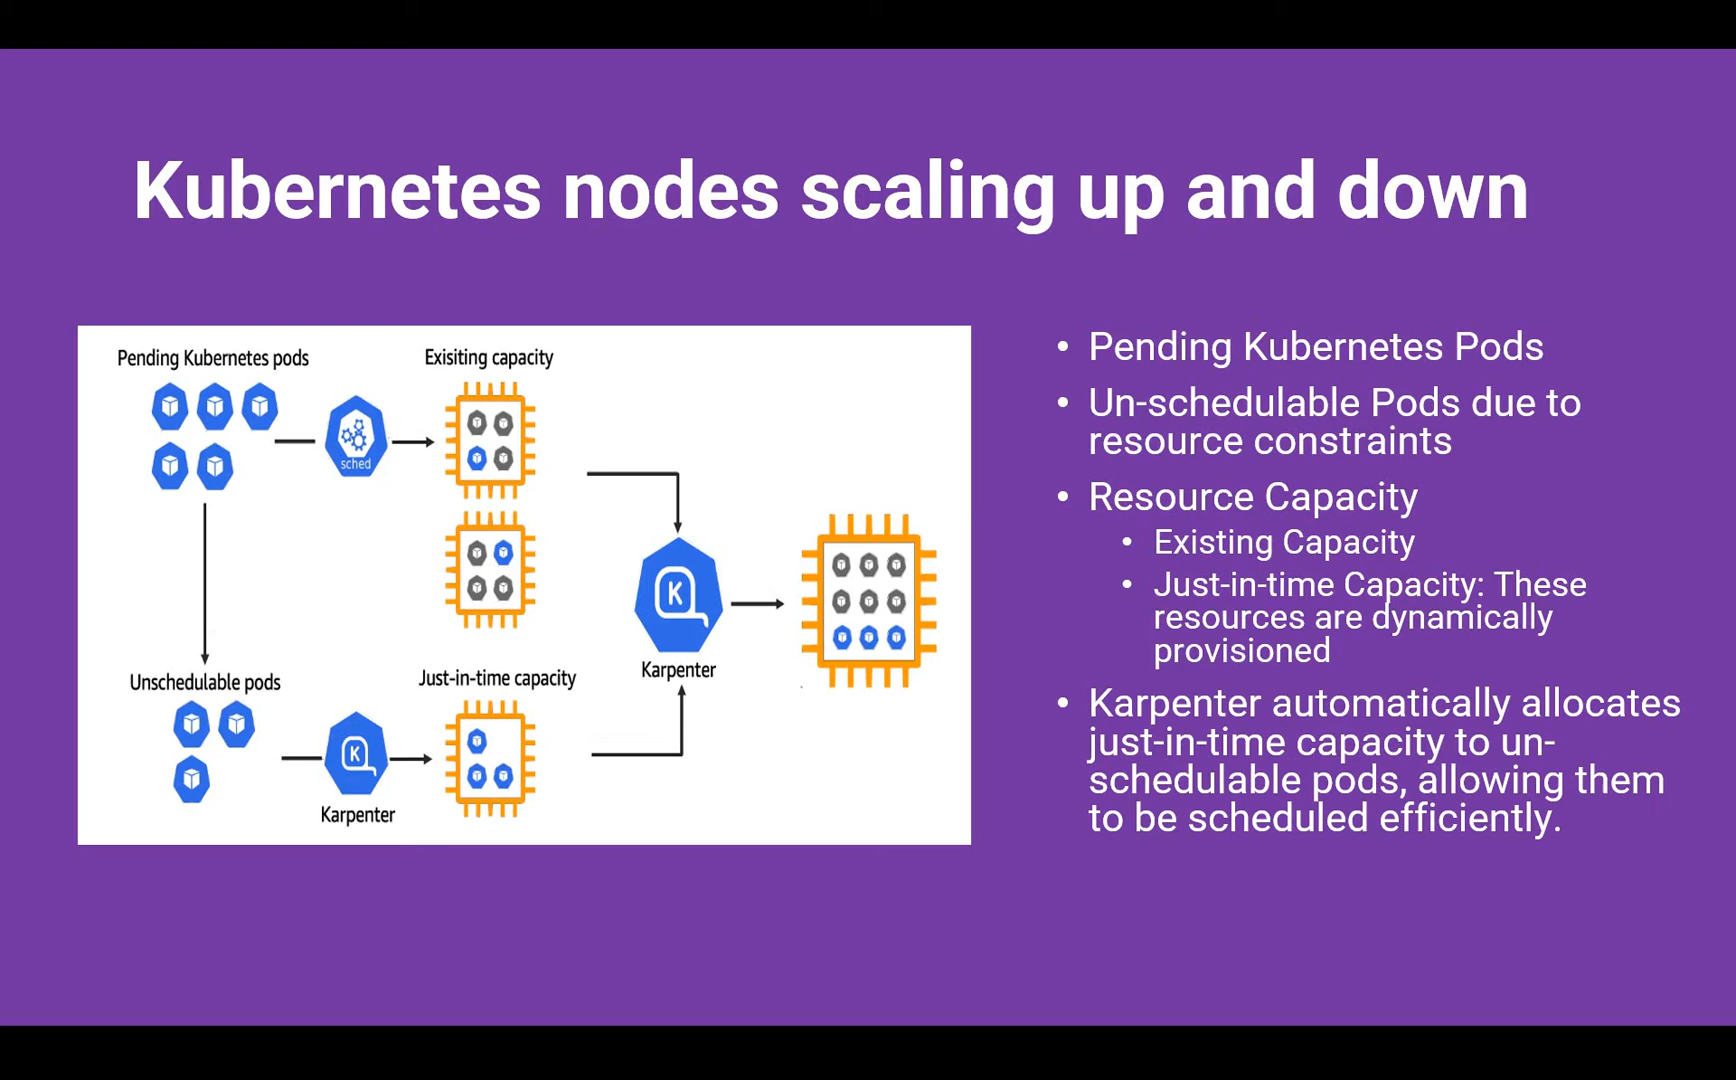 Kubernetes nodes scaling up and down
Pending Kubernetes pods
Exisiting capacity
sched
K
Karpenter
Unschedulable pods
Just-in-time capacity
K
Karpenter
• Pending Kubernetes Pods
• Un-schedulable Pods due to
resource constraints
• Resource Capacity
• Existing Capacity
• Just-in-time Capacity: These
resources are dynamically
provisioned
• Karpenter automatically allocates
just-in-time capacity to un-
schedulable pods, allowing them
to be scheduled efficiently.